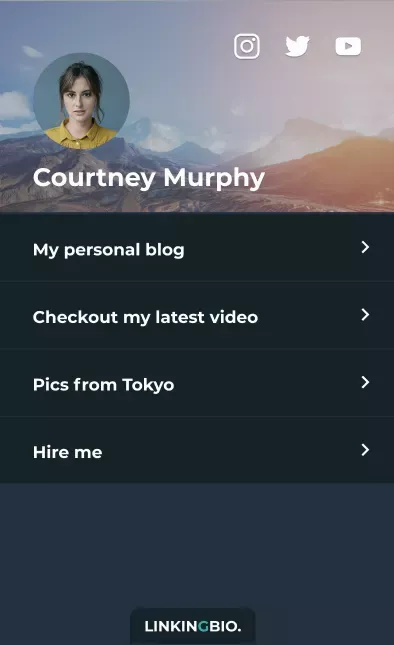 Courtney Murphy
My personal blog
Checkout my latest video
Pics from Tokyo
Hire me
LINKINGBIO.